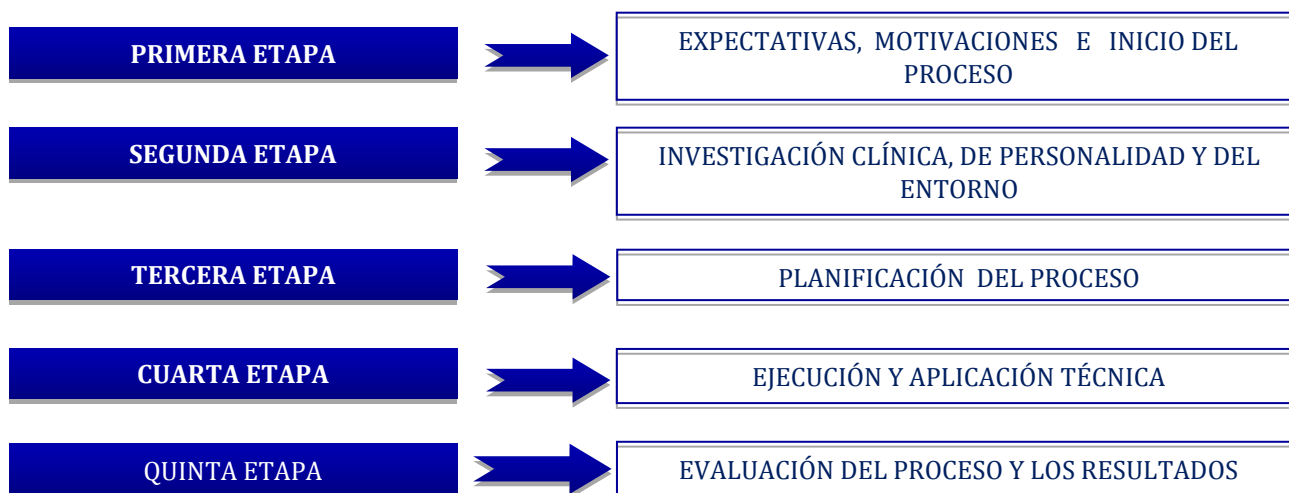 PRIMERA ETAPA
EXPECTATIVAS, MOTIVACIONES E INICIO DEL
PROCESO
SEGUNDA ETAPA
INVESTIGACIÓN CLÍNICA, DE PERSONALIDAD Y DEL
ENTORNO
TERCERA ETAPA
PLANIFICACIÓN DEL PROCESO
CUARTA ETAPA
EJECUCIÓN Y APLICACIÓN TÉCNICA
QUINTA ETAPA
EVALUACIÓN DEL PROCESO Y LOS RESULTADOS